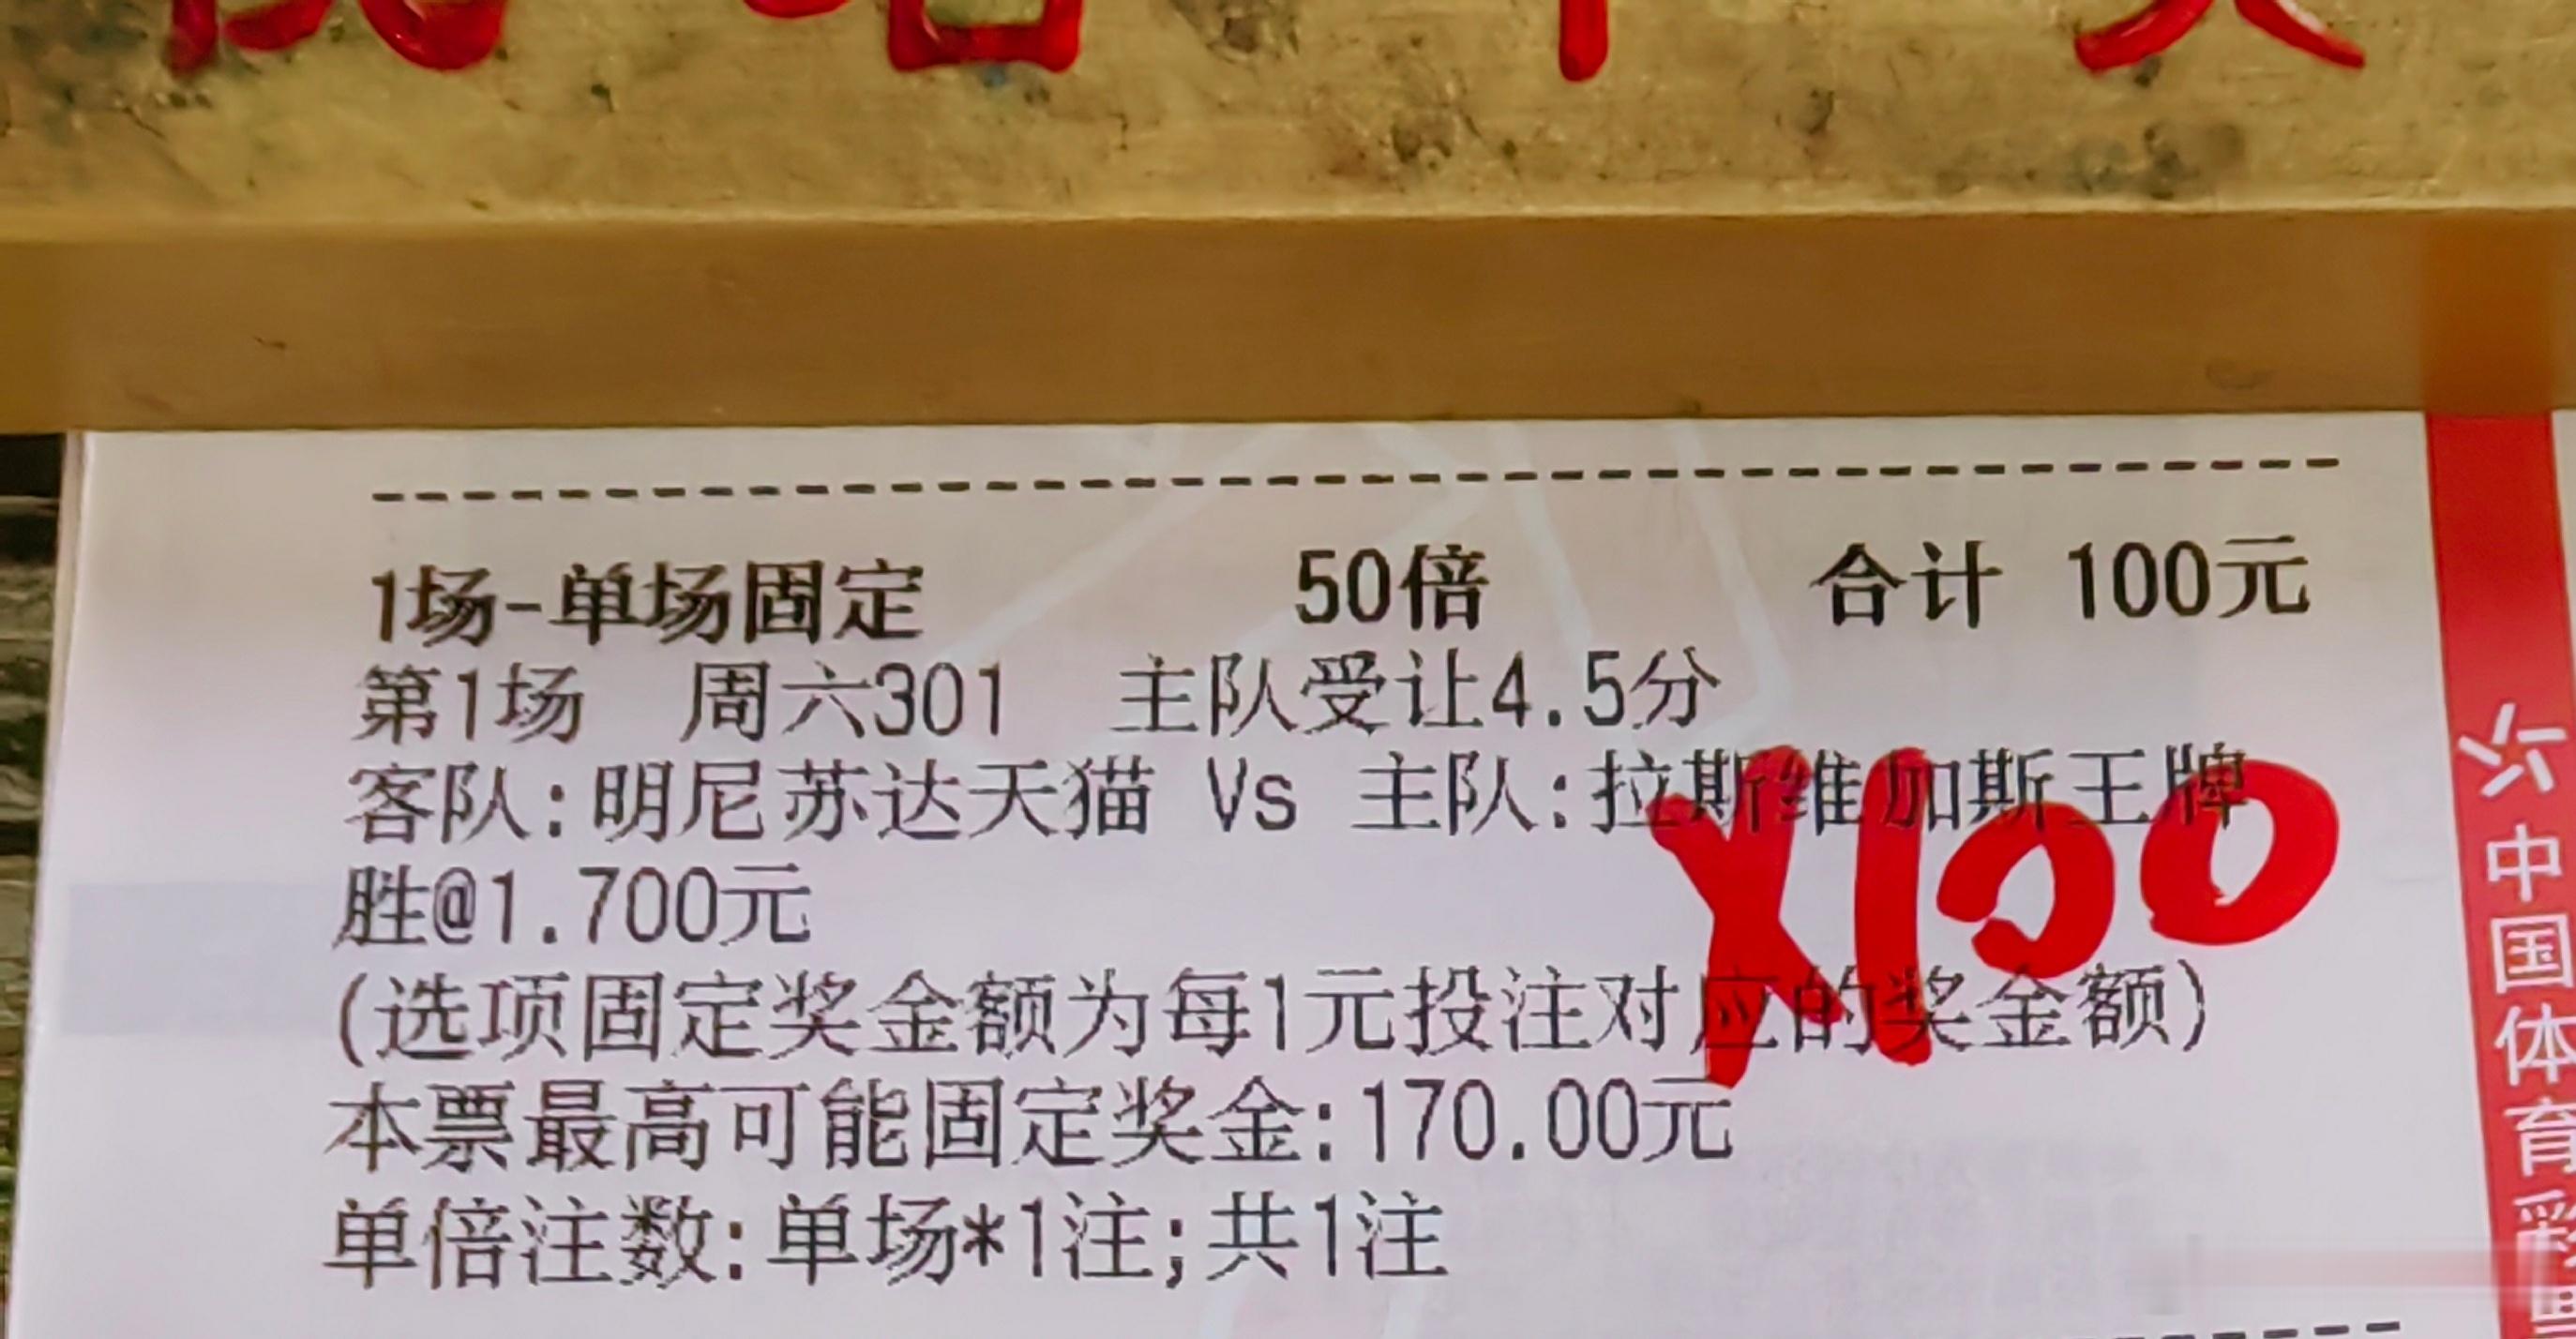 1场-单场固定 50倍 合计 100元
第1场 周六301 主队受让4.5分
客队:明尼苏达天猫 Vs 主队:拉斯维加斯王牌
胜@1.700元
X100
(选项固定奖金额为每1元投注对应的奖金额)
本票最高可能固定奖金:170.00元
单倍注数:单场*1注;共1注
中国体育彩